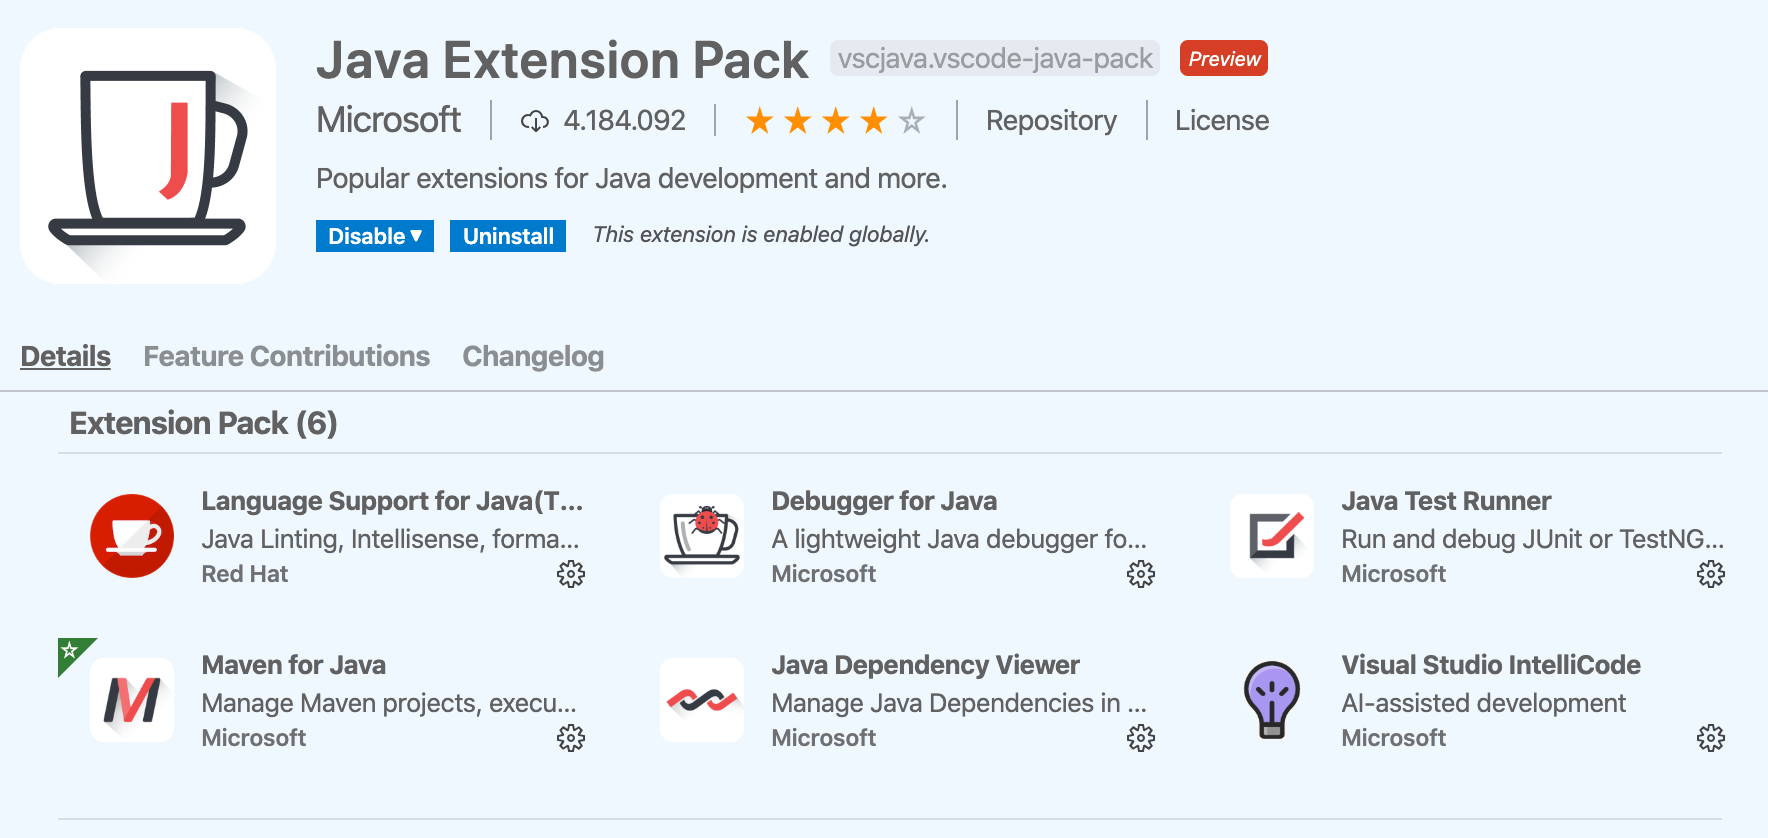 Java Extension Pack vscjava.vscode-java-pack Preview
Microsoft 4.184.092 Repository License
Popular extensions for Java development and more.
Disable▼ Uninstall This extension is enabled globally.
Details Feature Contributions Changelog
Extension Pack (6)
Language Support for Java(T...
Java Linting, Intellisense, forma...
Red Hat
Debugger for Java
A lightweight Java debugger fo...
Microsoft
Java Test Runner
Run and debug JUnit or TestNG...
Microsoft
Maven for Java
Manage Maven projects, execu...
Microsoft
Java Dependency Viewer
Manage Java Dependencies in ...
Microsoft
Visual Studio IntelliCode
AI-assisted development
Microsoft